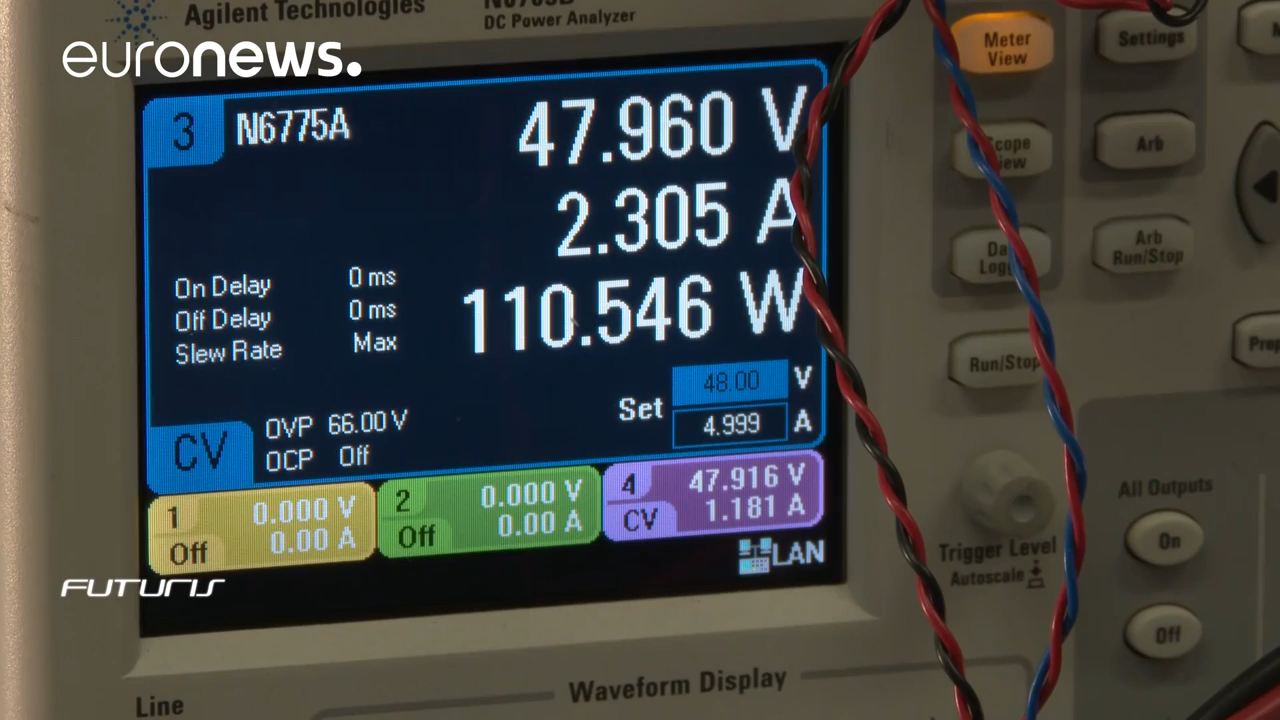 Agilent Technologies
DC Power Analyzer
euronews.
3 N6775A
47.960 V
2.305 A
110.546 W
On Delay 0 ms
Off Delay 0 ms
Slew Rate Max
Set 48.00 V
4.999 A
CV
OVP 66.00 V
OCP Off
1 0.000 V
Off 0.00 A
2 0.000 V
Off 0.00 A
4 47.916 V
CV 1.181 A
LAN
FUTURIS
Meter
View
Settings
Arb
Arb
Run/Stop
Run/Stop
All Outputs
On
Off
Trigger Level
Autoscale
Line
Waveform Display